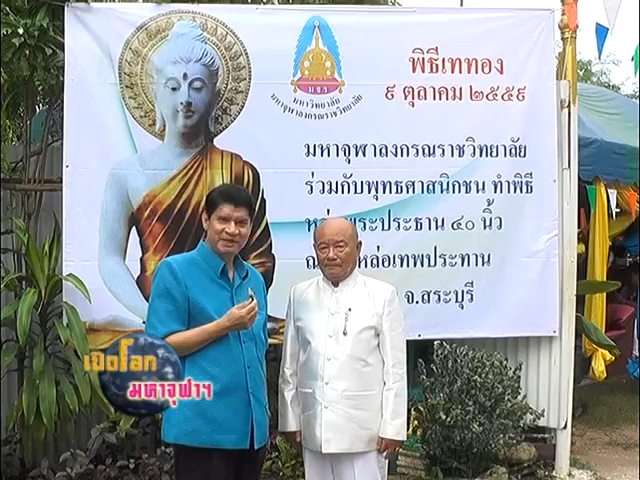 พิธีเททอง
๙ ตุลาคม ๒๕๕๙
ม จ ร
มหาวิทยาลัย
มหาจุฬาลงกรณราชวิทยาลัย
มหาจุฬาลงกรณราชวิทยาลัย
ร่วมกับพุทธศาสนิกชน ทำพิธี
พระประธาน ๔๐ นิ้ว
หล่อเทพประทาน
จ.สระบุรี
เปิดโลก
มหาจุฬาฯ